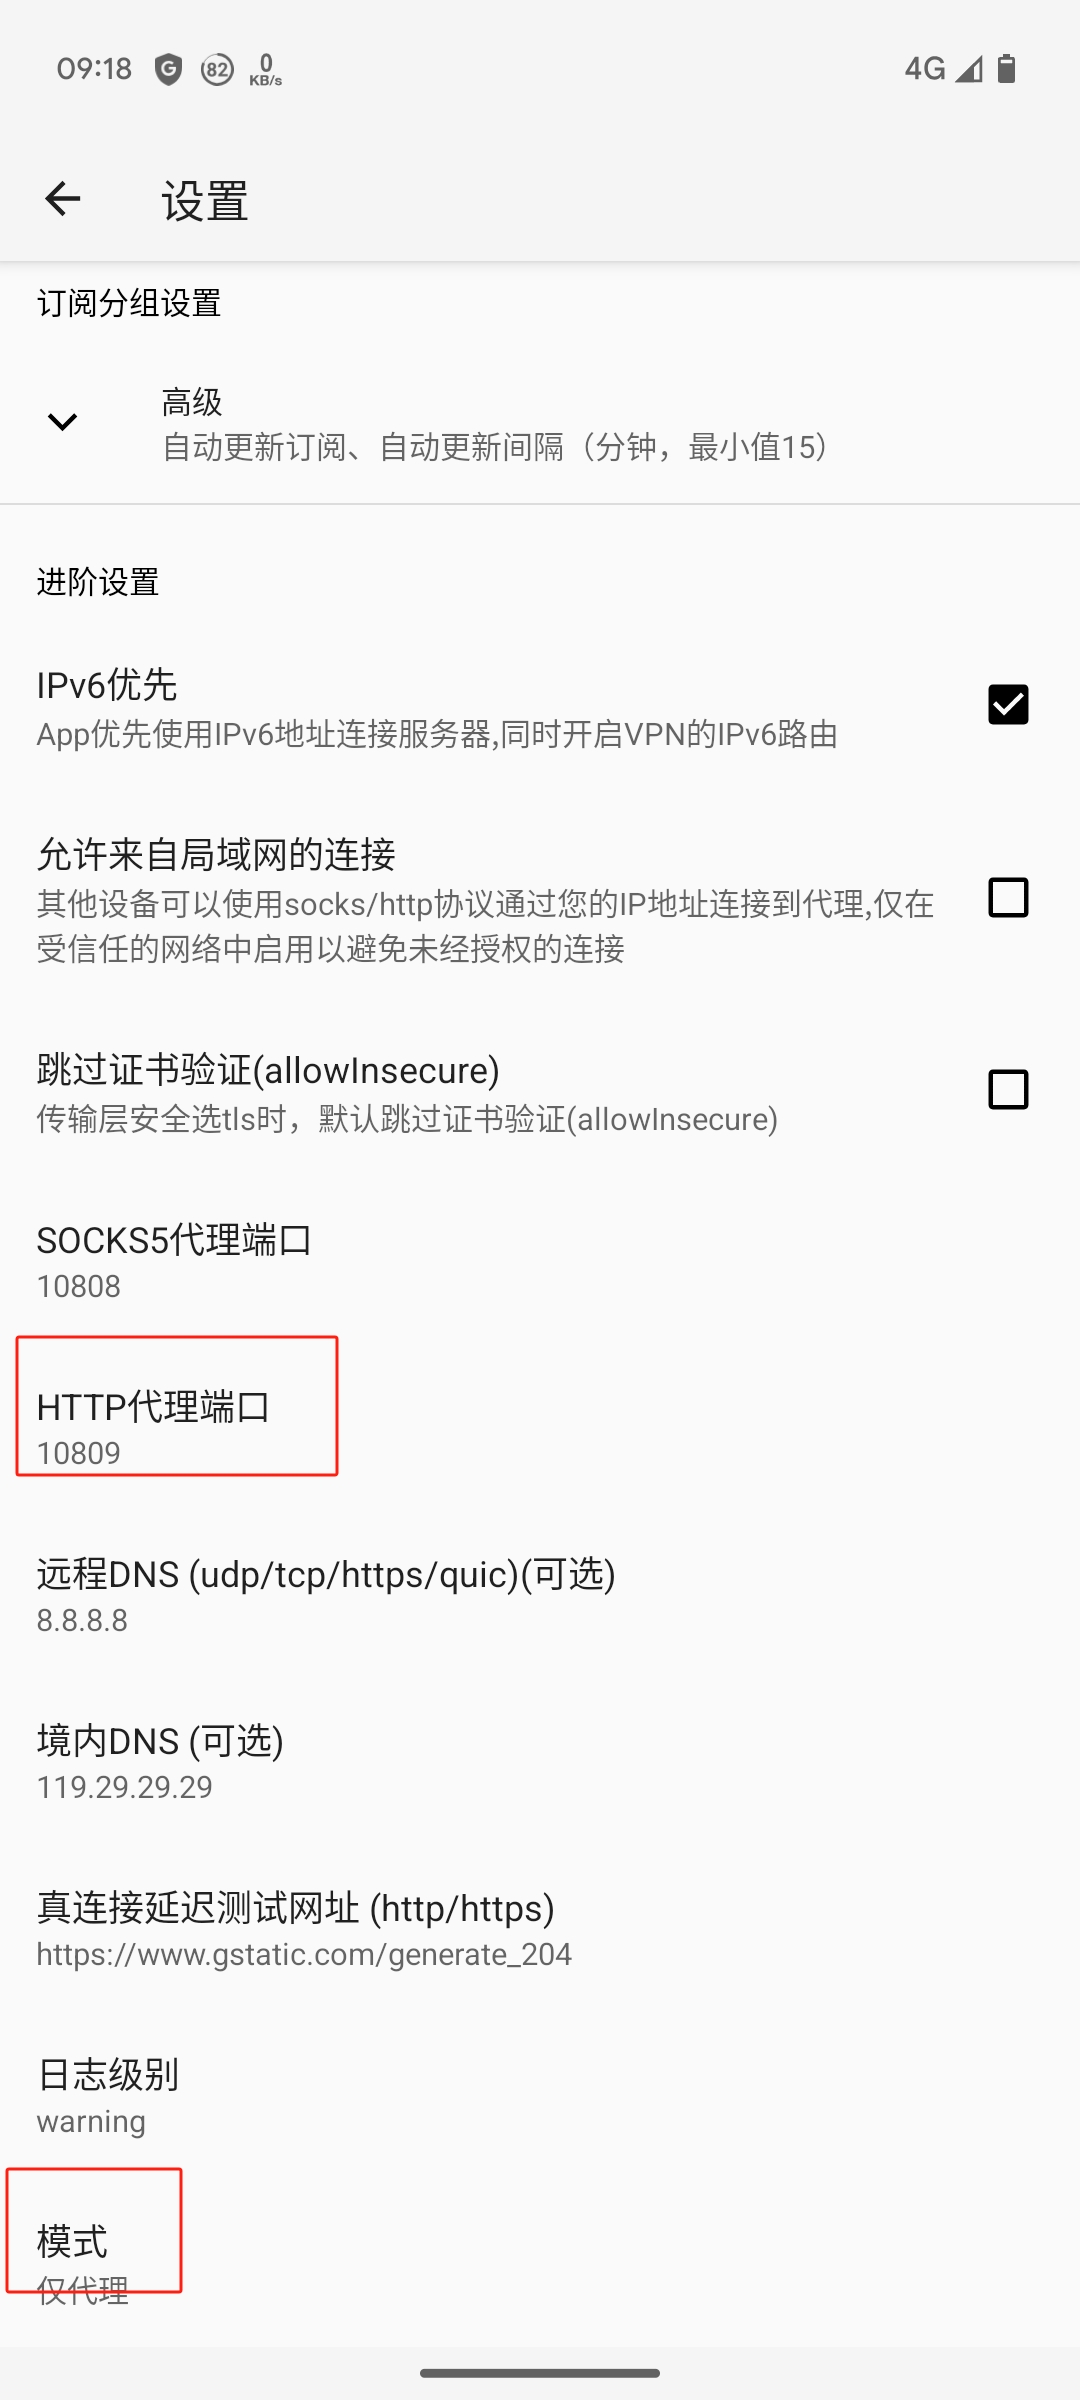 09:18 G 82 0 KB/s 4G
设置
订阅分组设置
高级
自动更新订阅、自动更新间隔（分钟，最小值15）
进阶设置
IPv6优先
App优先使用IPv6地址连接服务器,同时开启VPN的IPv6路由
允许来自局域网的连接
其他设备可以使用socks/http协议通过您的IP地址连接到代理,仅在
受信任的网络中启用以避免未经授权的连接
跳过证书验证(allowInsecure)
传输层安全选tls时，默认跳过证书验证(allowInsecure)
SOCKS5代理端口
10808
HTTP代理端口
10809
远程DNS (udp/tcp/https/quic)(可选)
8.8.8.8
境内DNS (可选)
119.29.29.29
真连接延迟测试网址 (http/https)
https://www.gstatic.com/generate_204
日志级别
warning
模式
仅代理